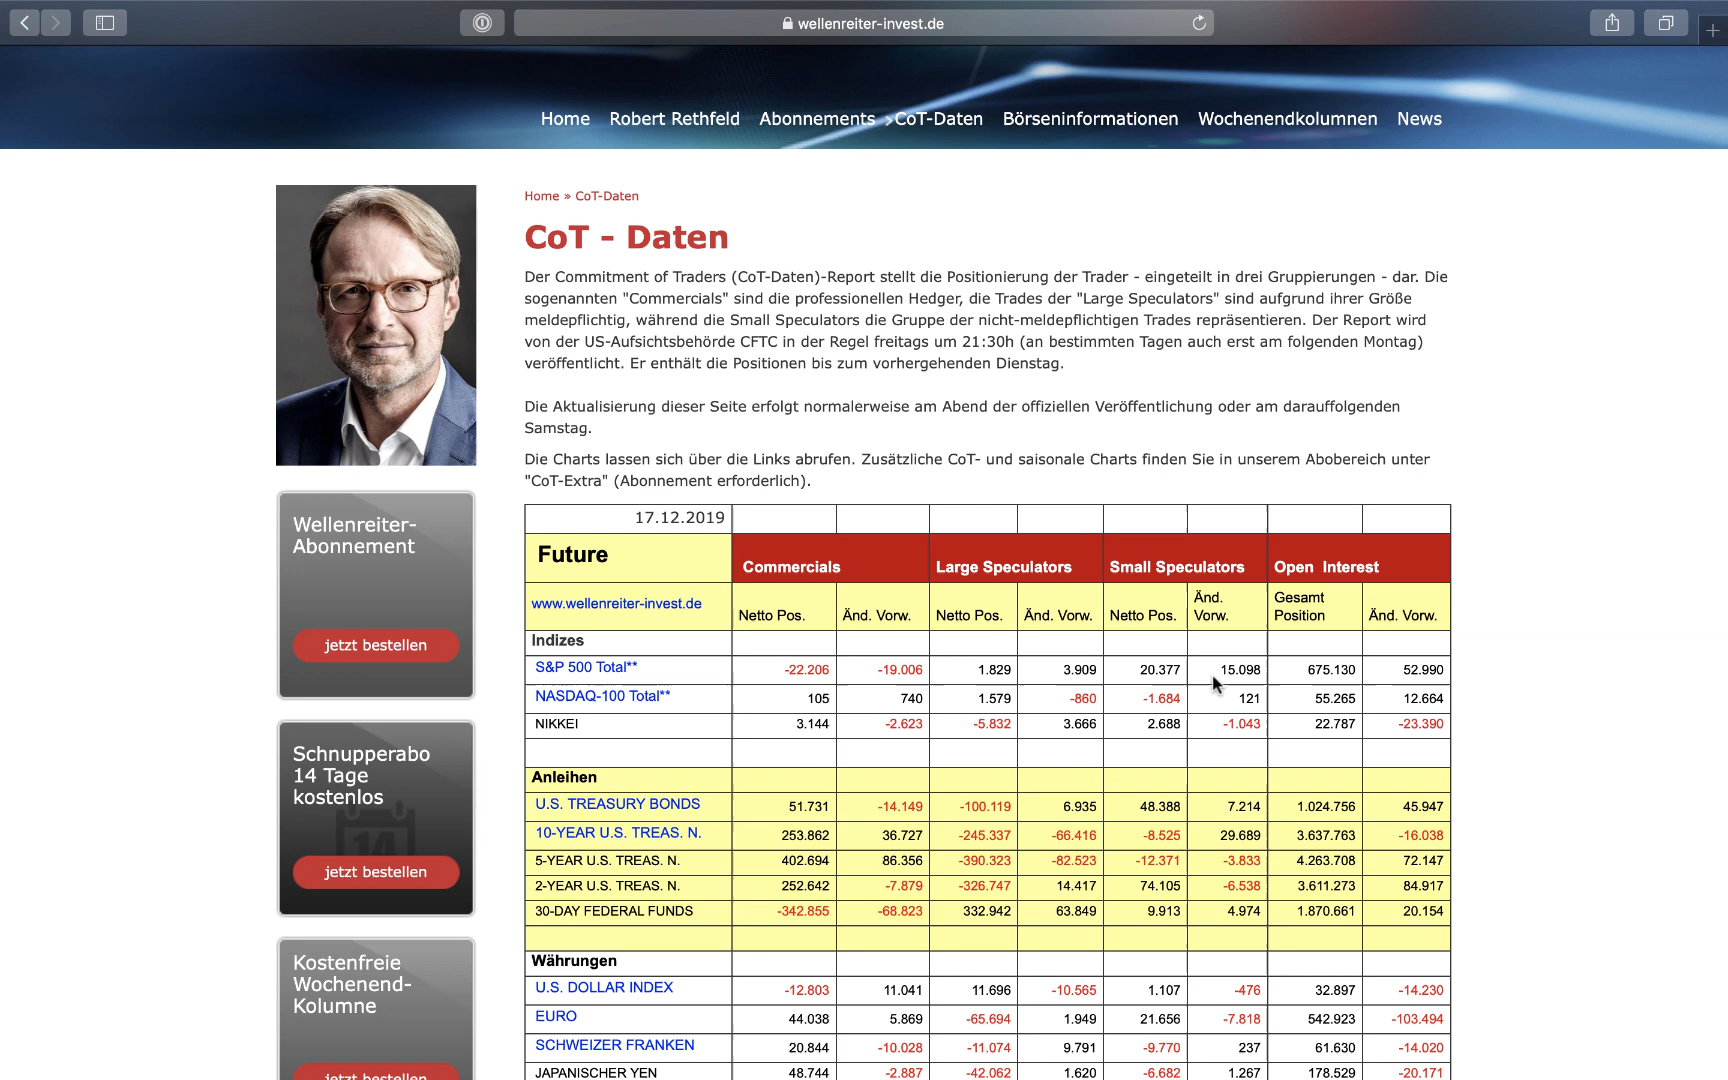 wellenreiter-invest.de
Home Robert Rethfeld Abonnements CoT-Daten Börseninformationen Wochenendkolumnen News
Home » CoT-Daten
CoT - Daten
Der Commitment of Traders (CoT-Daten)-Report stellt die Positionierung der Trader - eingeteilt in drei Gruppierungen - dar. Die
sogenannten "Commercials" sind die professionellen Hedger, die Trades der "Large Speculators" sind aufgrund ihrer Größe
meldepflichtig, während die Small Speculators die Gruppe der nicht-meldepflichtigen Trades repräsentieren. Der Report wird
von der US-Aufsichtsbehörde CFTC in der Regel freitags um 21:30h (an bestimmten Tagen auch erst am folgenden Montag)
veröffentlicht. Er enthält die Positionen bis zum vorhergehenden Dienstag.
Die Aktualisierung dieser Seite erfolgt normalerweise am Abend der offiziellen Veröffentlichung oder am darauffolgenden
Samstag.
Die Charts lassen sich über die Links abrufen. Zusätzliche CoT- und saisonale Charts finden Sie in unserem Abobereich unter
"CoT-Extra" (Abonnement erforderlich).
Wellenreiter-
Abonnement
jetzt bestellen
Schnupperabo
14 Tage
kostenlos
14
jetzt bestellen
Kostenfreie
Wochenend-
Kolumne
jetzt bestellen
17.12.2019
Future Commercials Large Speculators Small Speculators Open Interest
www.wellenreiter-invest.de Netto Pos. Änd. Vorw. Netto Pos. Änd. Vorw. Netto Pos. Änd. Vorw. Gesamt Position Änd. Vorw.
Indizes
S&P 500 Total** -22.206 -19.006 1.829 3.909 20.377 15.098 675.130 52.990
NASDAQ-100 Total** 105 740 1.579 -860 -1.684 121 55.265 12.664
NIKKEI 3.144 -2.623 -5.832 3.666 2.688 -1.043 22.787 -23.390
Anleihen
U.S. TREASURY BONDS 51.731 -14.149 -100.119 6.935 48.388 7.214 1.024.756 45.947
10-YEAR U.S. TREAS. N. 253.862 36.727 -245.337 -66.416 -8.525 29.689 3.637.763 -16.038
5-YEAR U.S. TREAS. N. 402.694 86.356 -390.323 -82.523 -12.371 -3.833 4.263.708 72.147
2-YEAR U.S. TREAS. N. 252.642 -7.879 -326.747 14.417 74.105 -6.538 3.611.273 84.917
30-DAY FEDERAL FUNDS -342.855 -68.823 332.942 63.849 9.913 4.974 1.870.661 20.154
Währungen
U.S. DOLLAR INDEX -12.803 11.041 11.696 -10.565 1.107 -476 32.897 -14.230
EURO 44.038 5.869 -65.694 1.949 21.656 -7.818 542.923 -103.494
SCHWEIZER FRANKEN 20.844 -10.028 -11.074 9.791 -9.770 237 61.630 -14.020
JAPANISCHER YEN 48.744 -2.887 -42.062 1.620 -6.682 1.267 178.529 -20.171